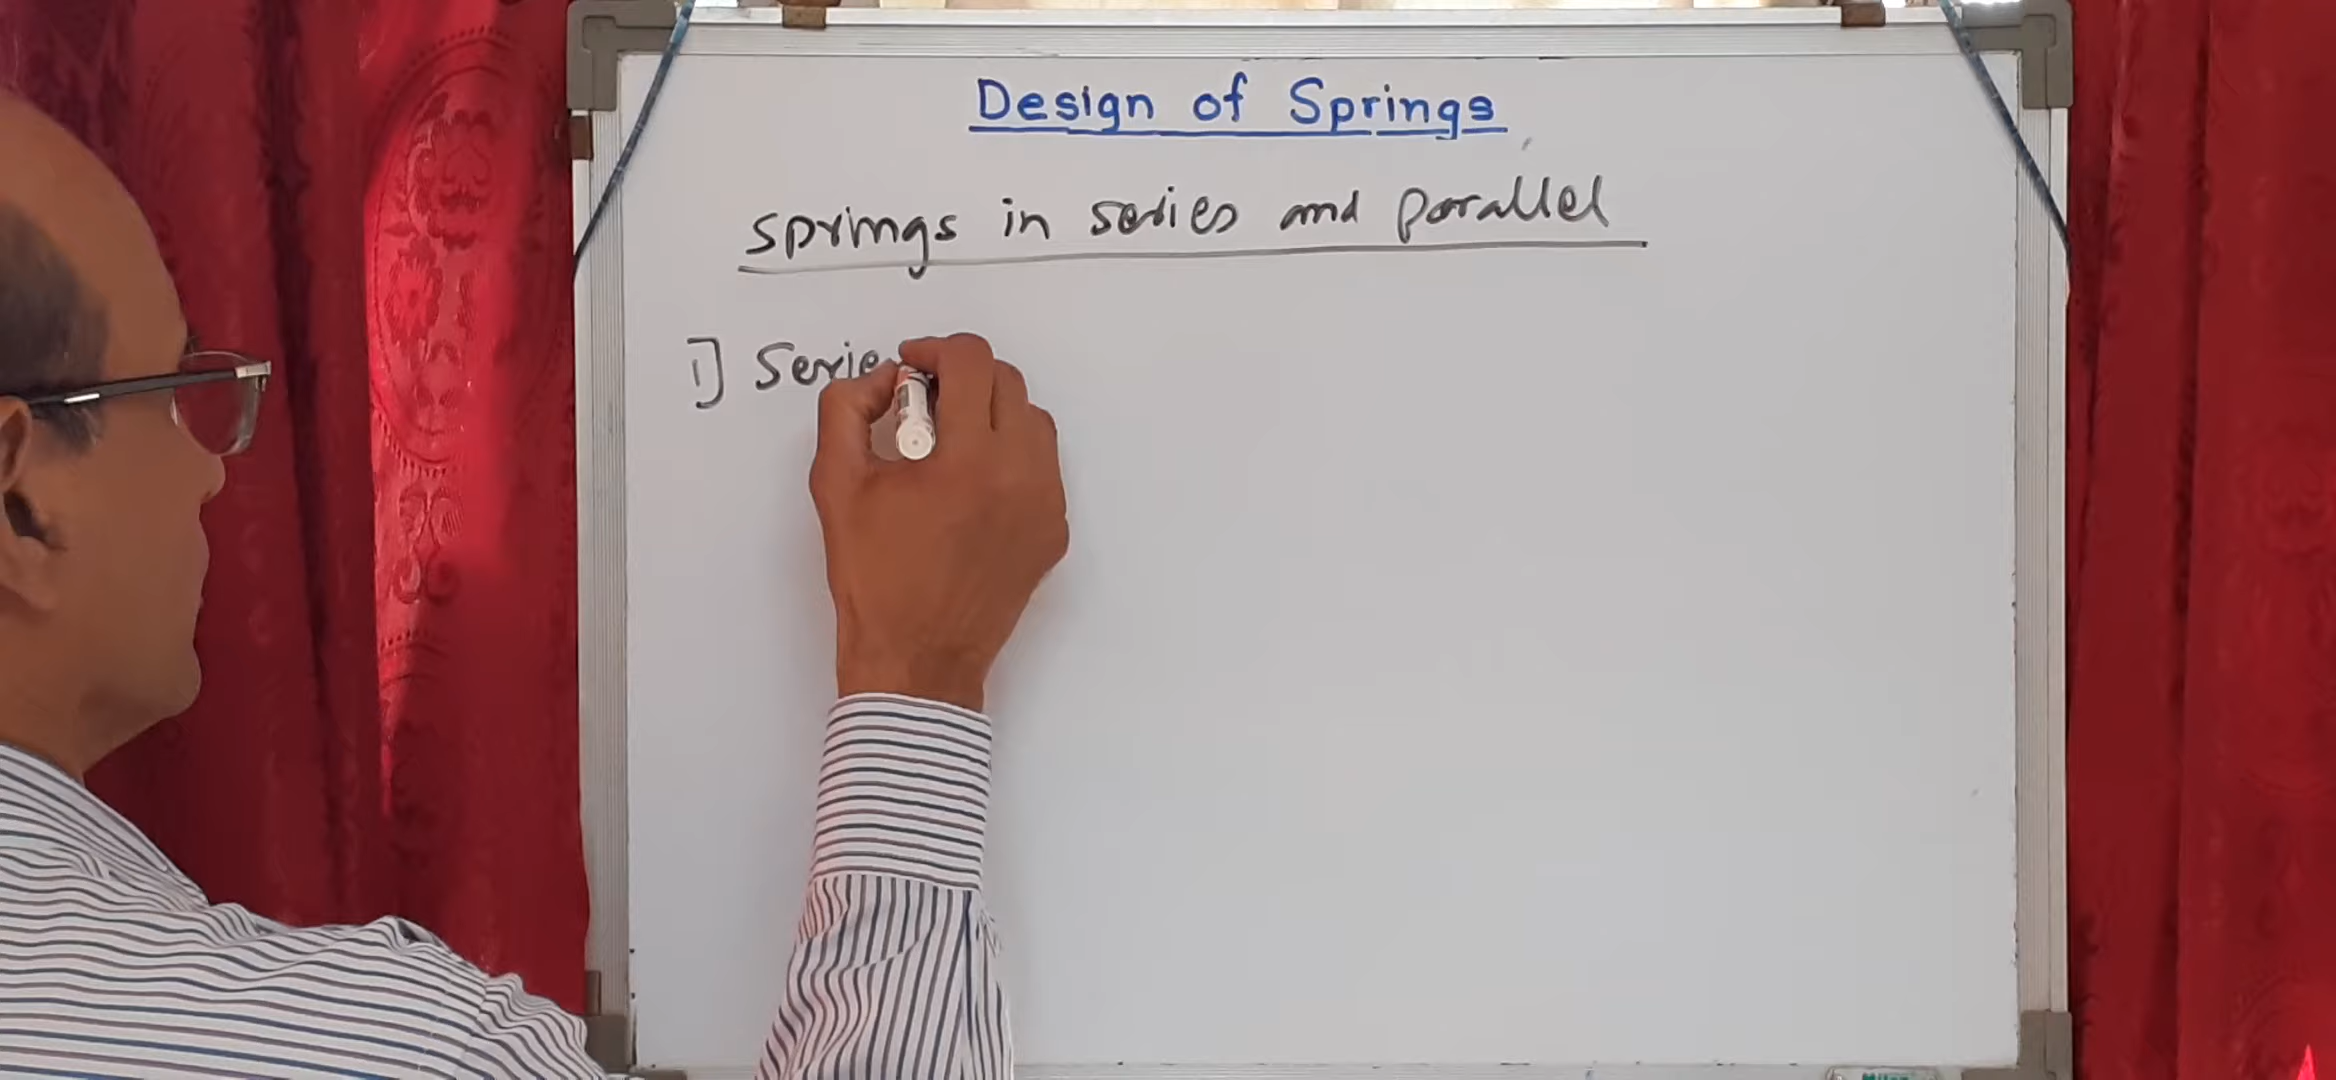 Design of Springs
springs in series and parallel
1] Serie